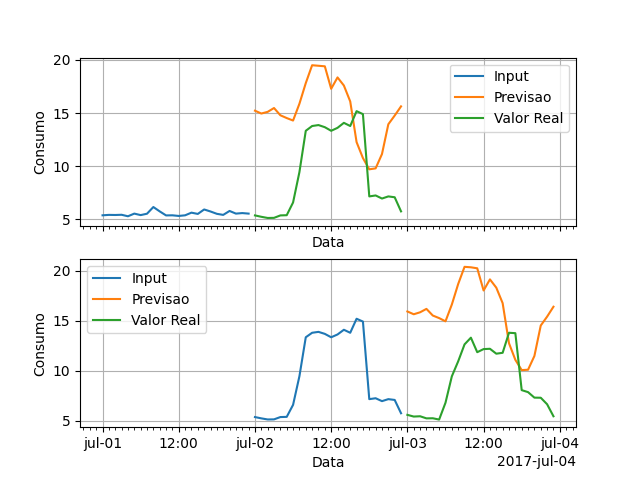 20
15
10
5
Consumo
Input
Previsao
Valor Real
Data
20
15
10
5
Consumo
Input
Previsao
Valor Real
jul-01
12:00
jul-02
12:00
jul-03
12:00
jul-04
2017-jul-04
Data